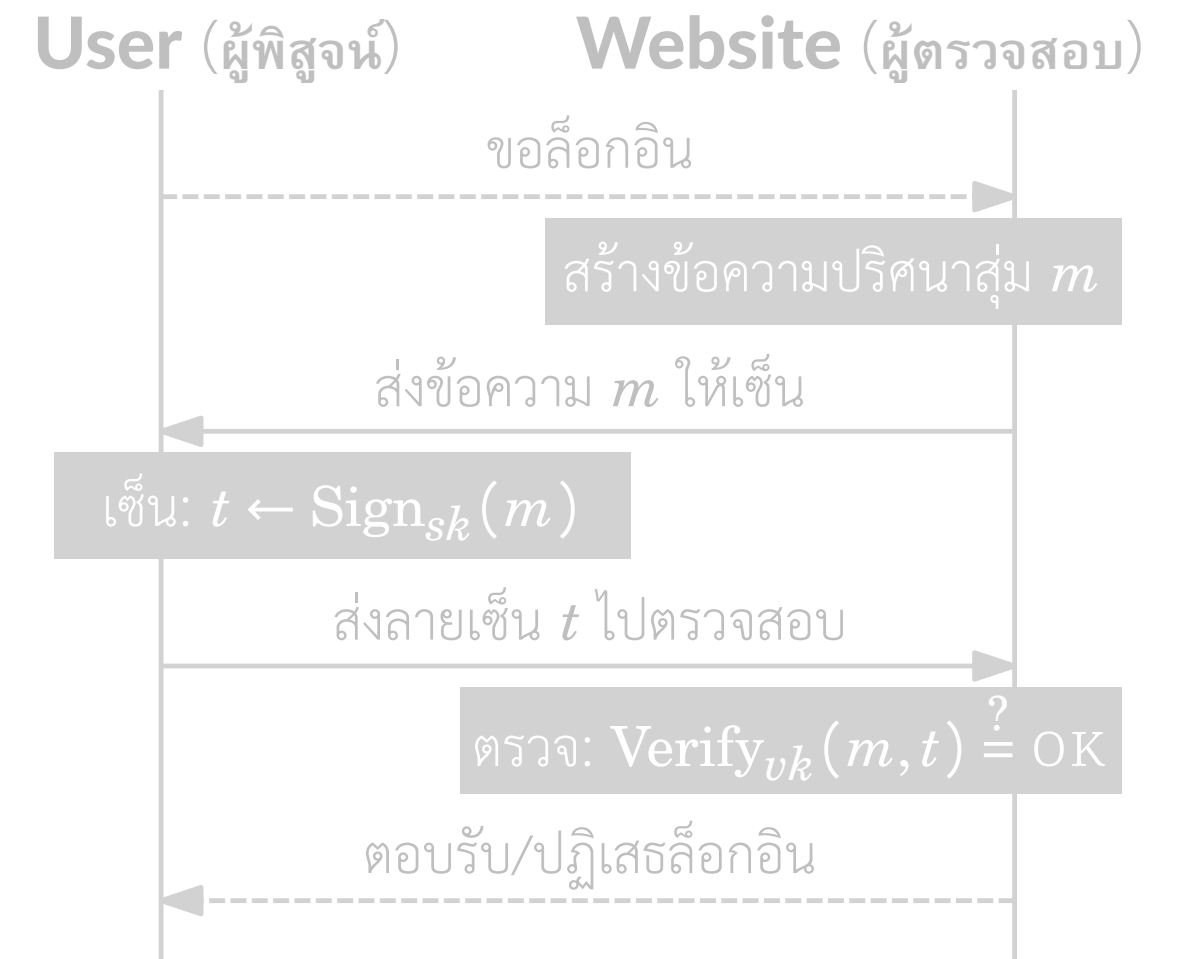 User (ผู้พิสูจน์) Website (ผู้ตรวจสอบ)
ขอล็อกอิน
สร้างข้อความปริศนาสุ่ม m
ส่งข้อความ m ให้เซ็น
เซ็น: t ← Sign_sk(m)
ส่งลายเซ็น t ไปตรวจสอบ
ตรวจ: Verify_vk(m, t) ≟ OK
ตอบรับ/ปฏิเสธล็อกอิน